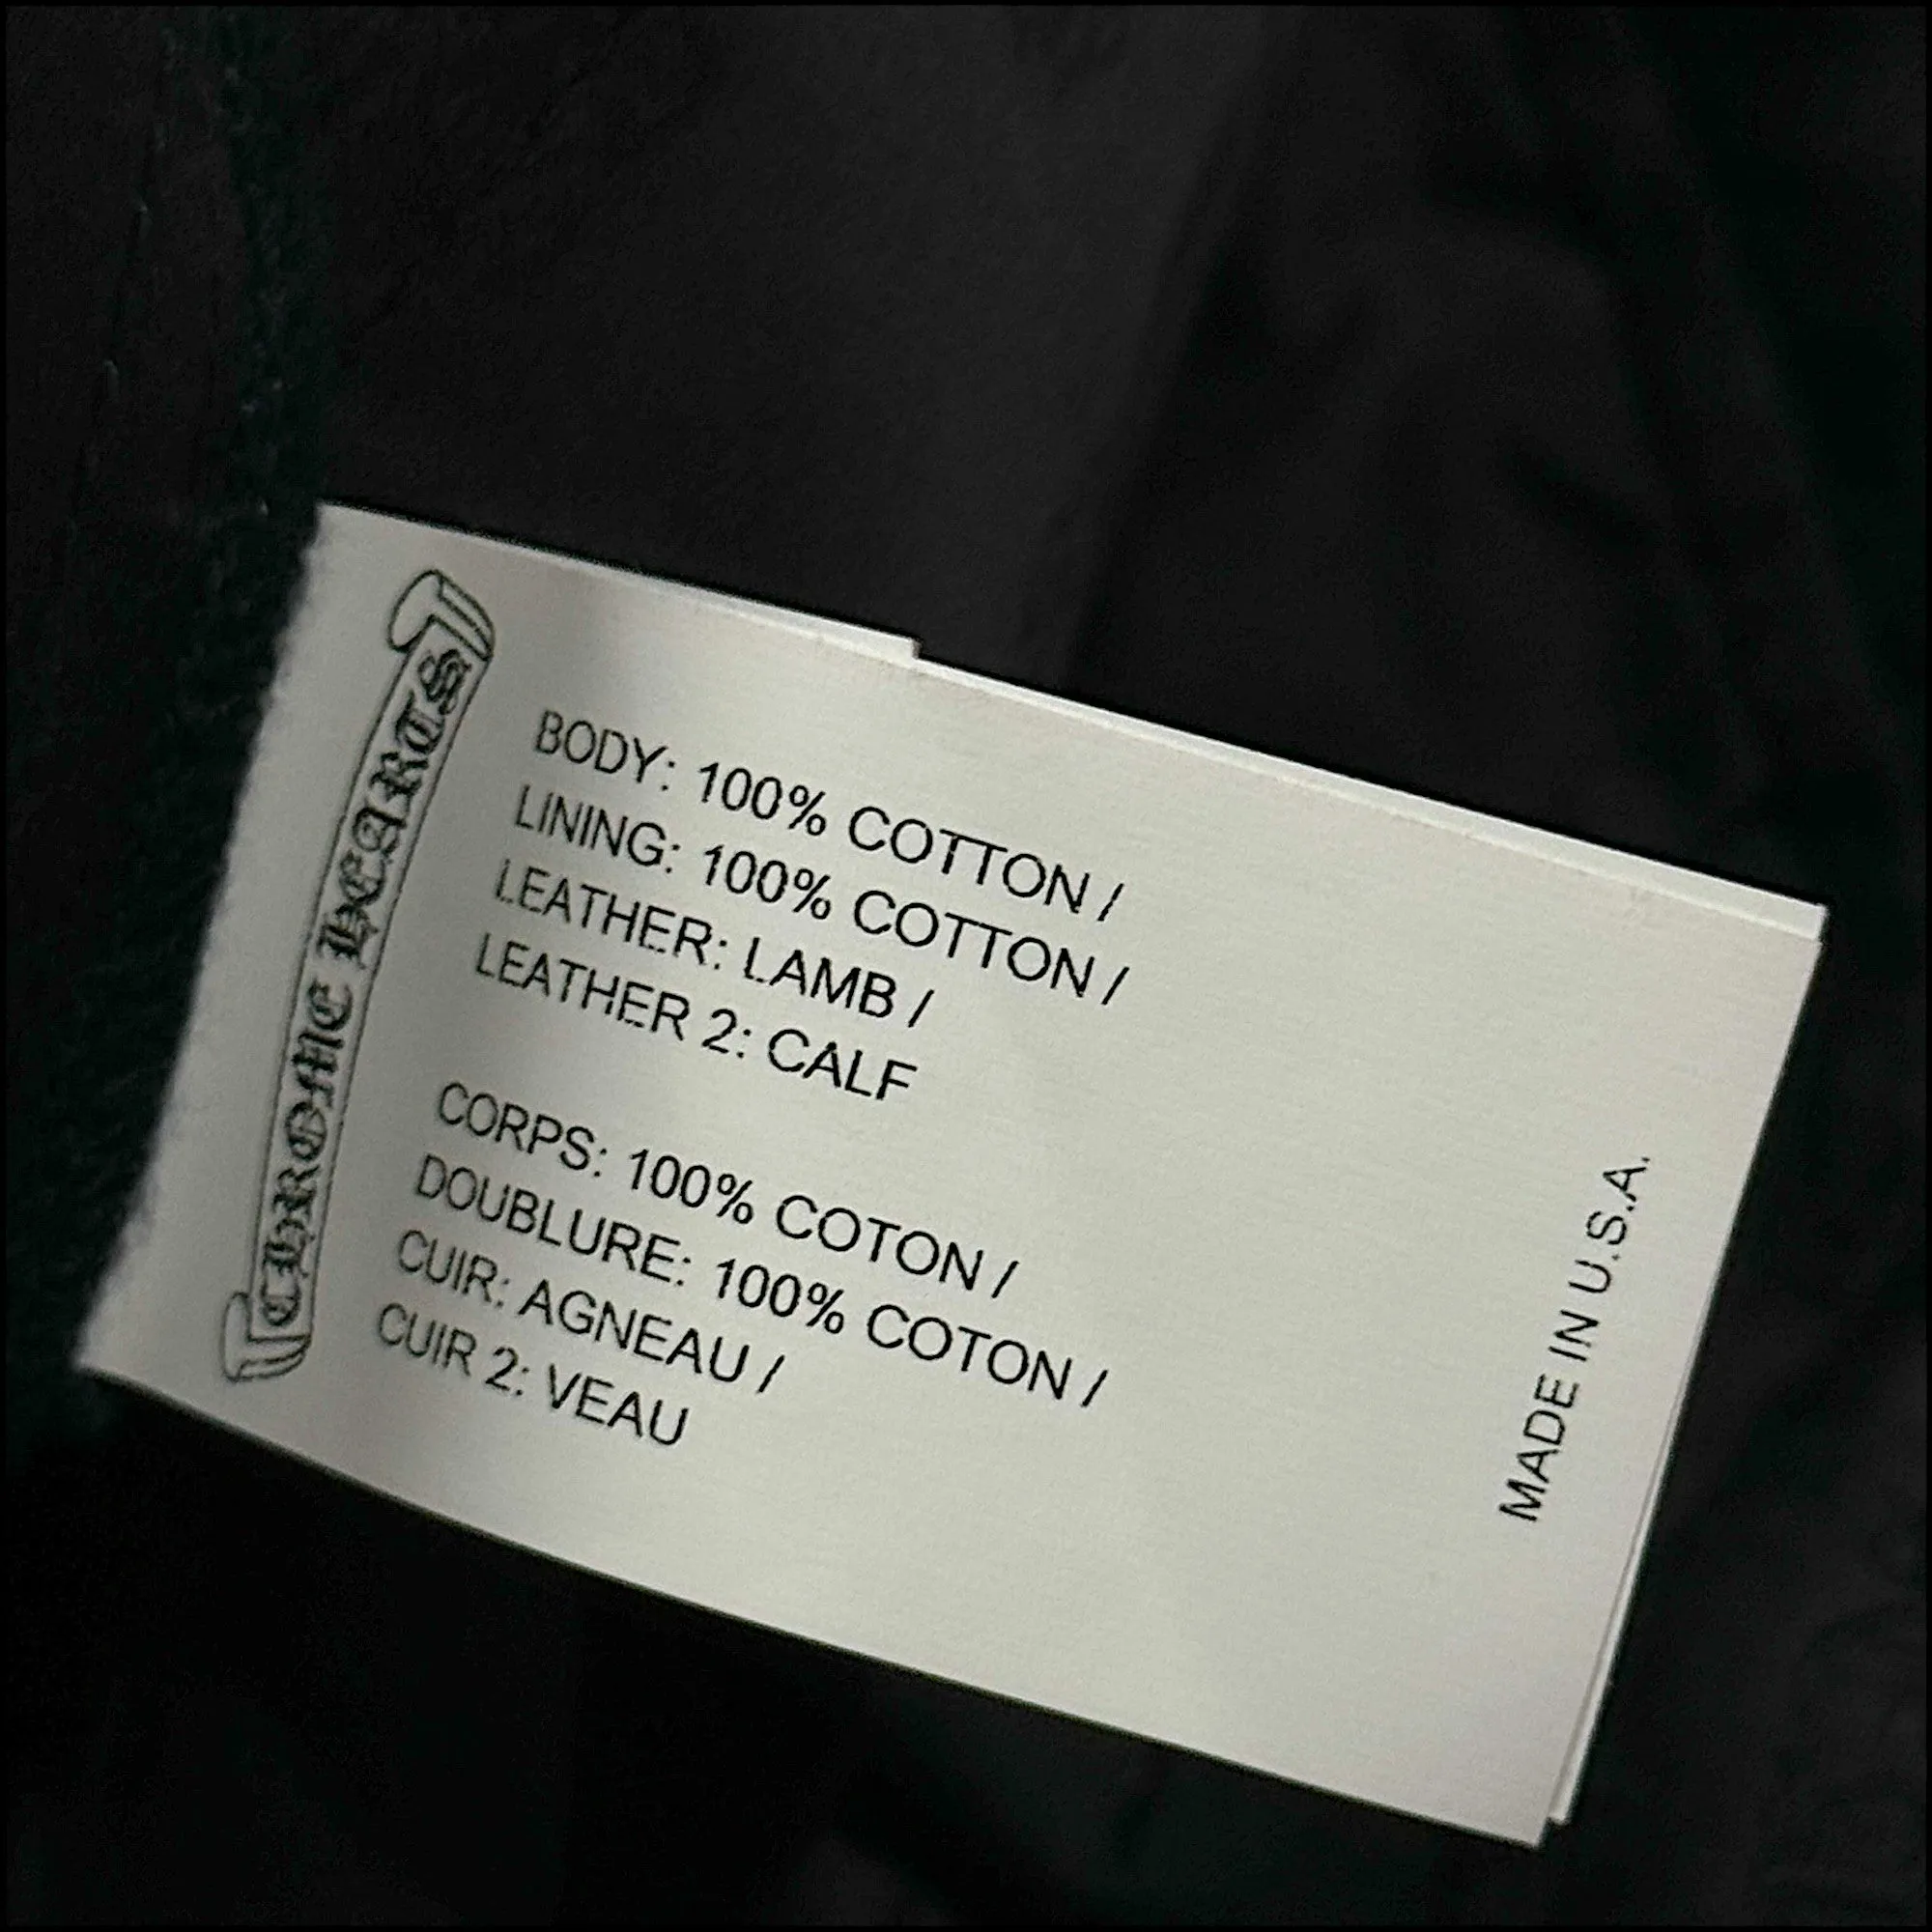 CHROME HEARTS
BODY: 100% COTTON /
LINING: 100% COTTON /
LEATHER: LAMB /
LEATHER 2: CALF
CORPS: 100% COTON /
DOUBLURE: 100% COTON /
CUIR: AGNEAU /
CUIR 2: VEAU
MADE IN U.S.A.